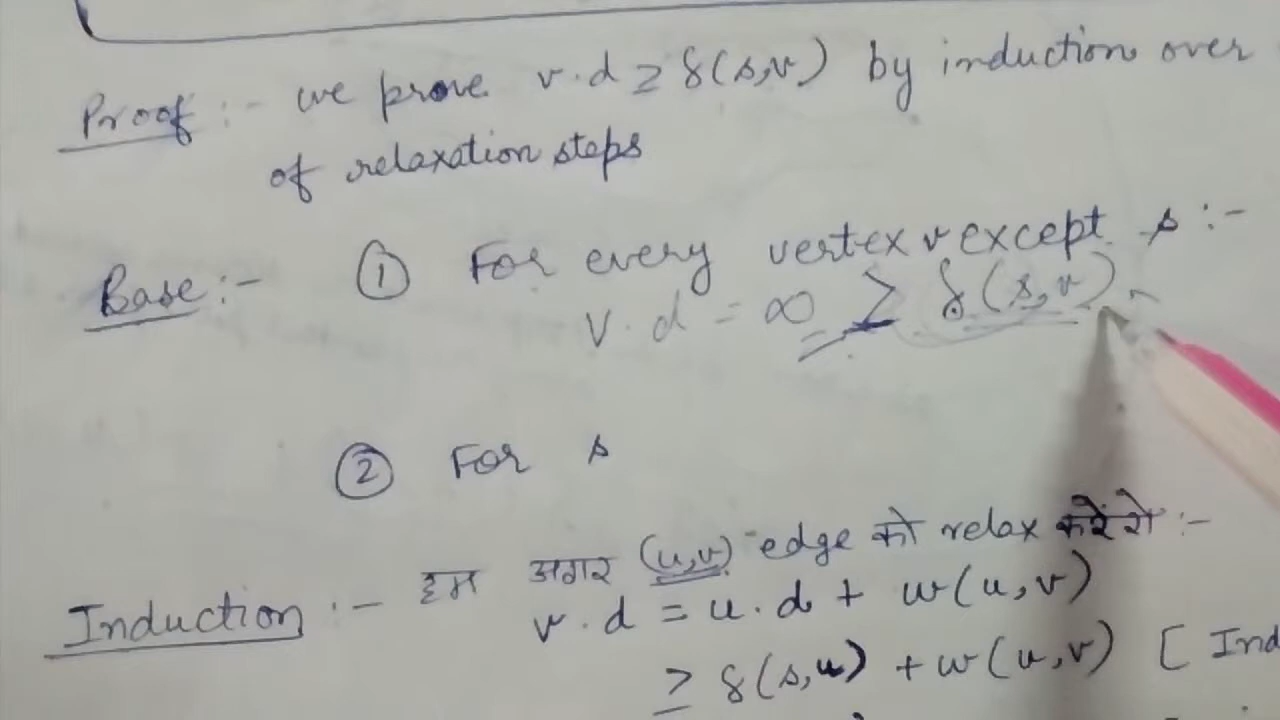 Proof :- we prove v.d ≥ δ(s,v) by induction over
of relaxation steps
Base :- ① For every vertex v except s :-
v.d = ∞ ≥ δ(s,v)
② For s
Induction :- हम अगर (u,v) edge को relax करेंगे :-
v.d = u.d + w(u,v)
≥ δ(s,u) + w(u,v) [ Ind